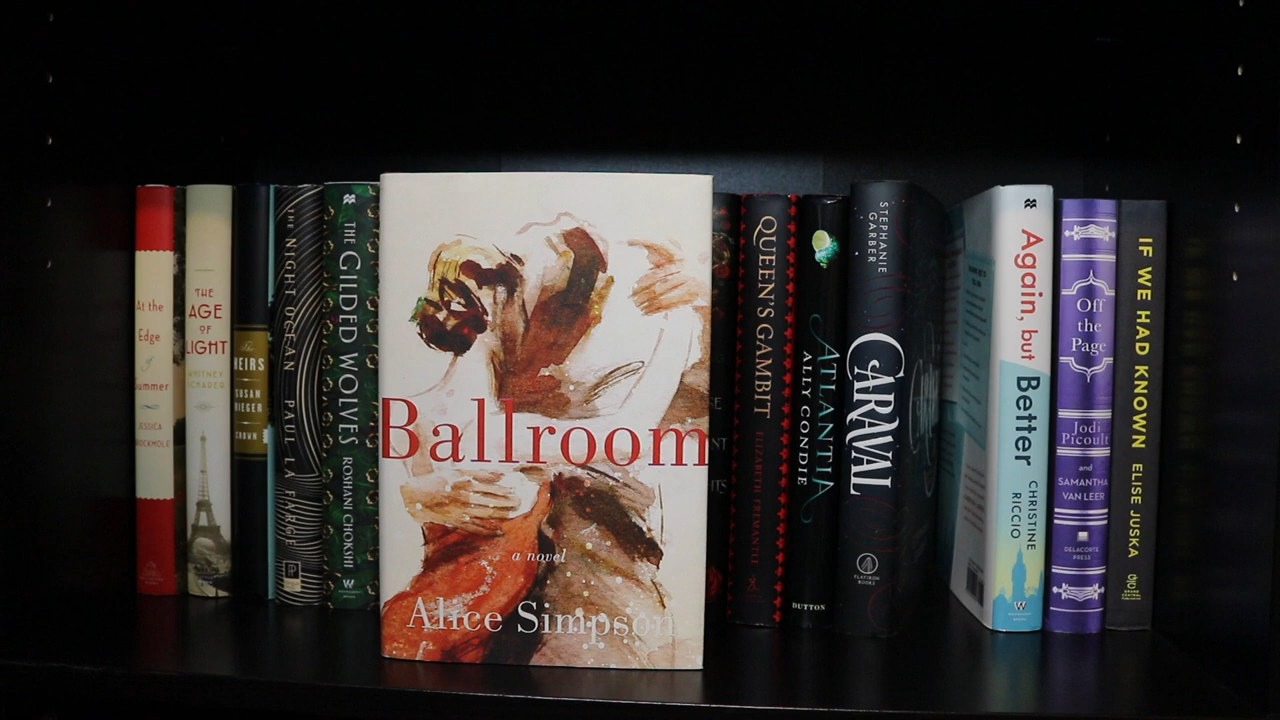 At the
Edge
of
Summer
JESSICA
BROCKMOLE
THE
AGE
OF
LIGHT
WHITNEY
SCHARER
The
HEIRS
SUSAN
RIEGER
CROWN
THE NIGHT OCEAN PAUL LA FARGE
THE GILDED WOLVES ROSHANI CHOKSHI
Ballroom
a novel
Alice Simpson
QUEEN'S GAMBIT ELIZABETH FREMANTLE
ATLANTIA
ALLY CONDIE
DUTTON
STEPHANIE
GARBER
CARAVAL
FLATIRON
BOOKS
Again, but
Better
CHRISTINE
RICCIO
Off
the
Page
Jodi
Picoult
and
SAMANTHA
VAN LEER
DELACORTE
PRESS
IF WE HAD KNOWN ELISE JUSKA
GRAND
CENTRAL